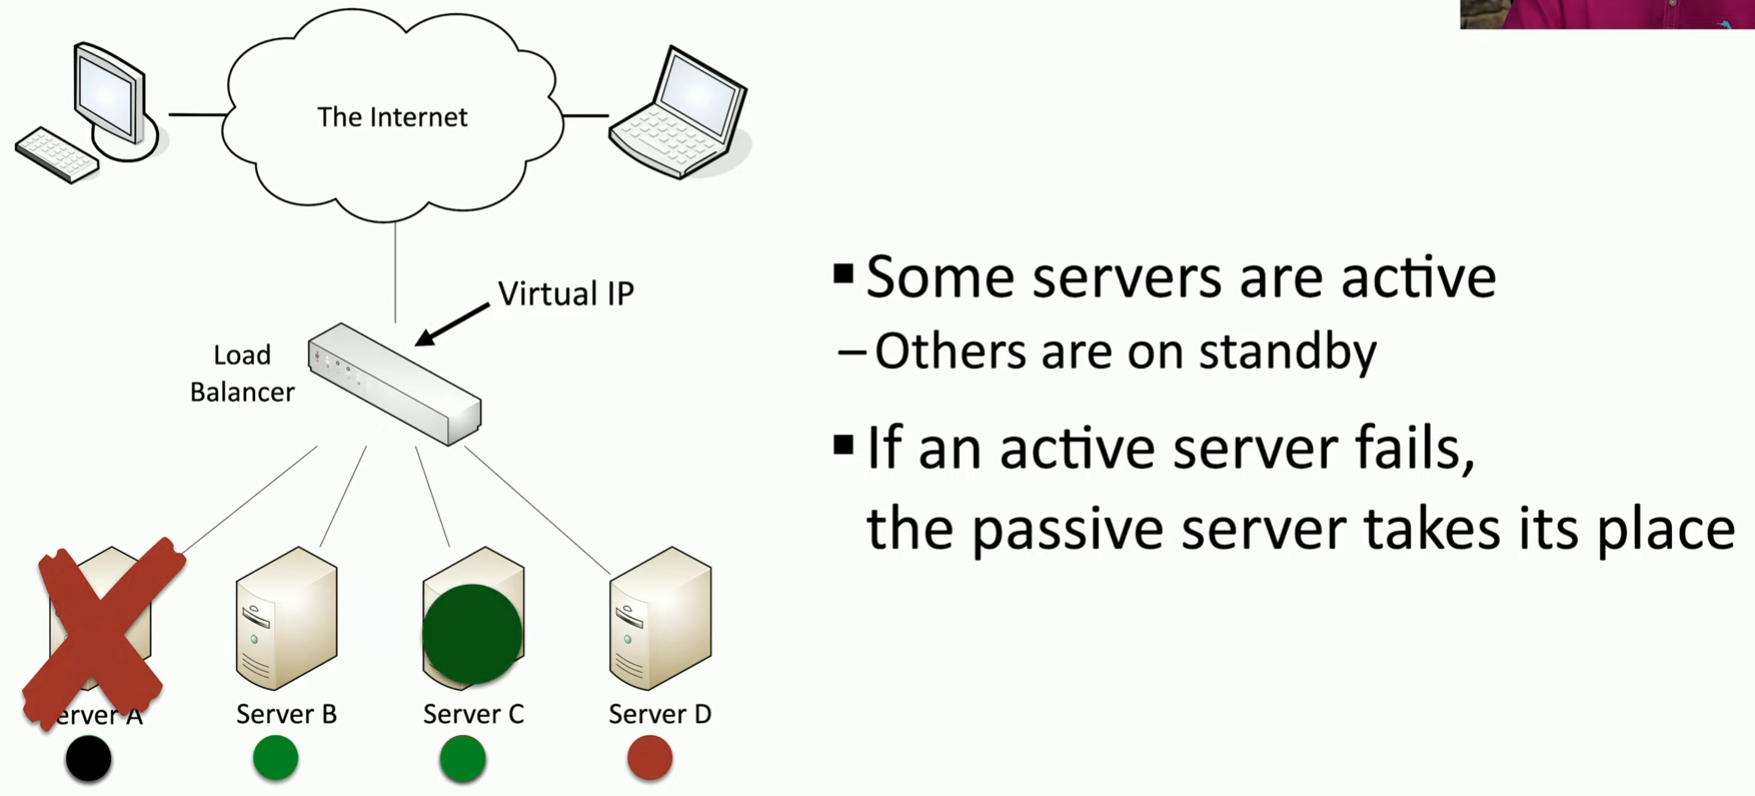 The Internet
Virtual IP
Load
Balancer
erver A
Server B
Server C
Server D
▪ Some servers are active
– Others are on standby
▪ If an active server fails,
the passive server takes its place